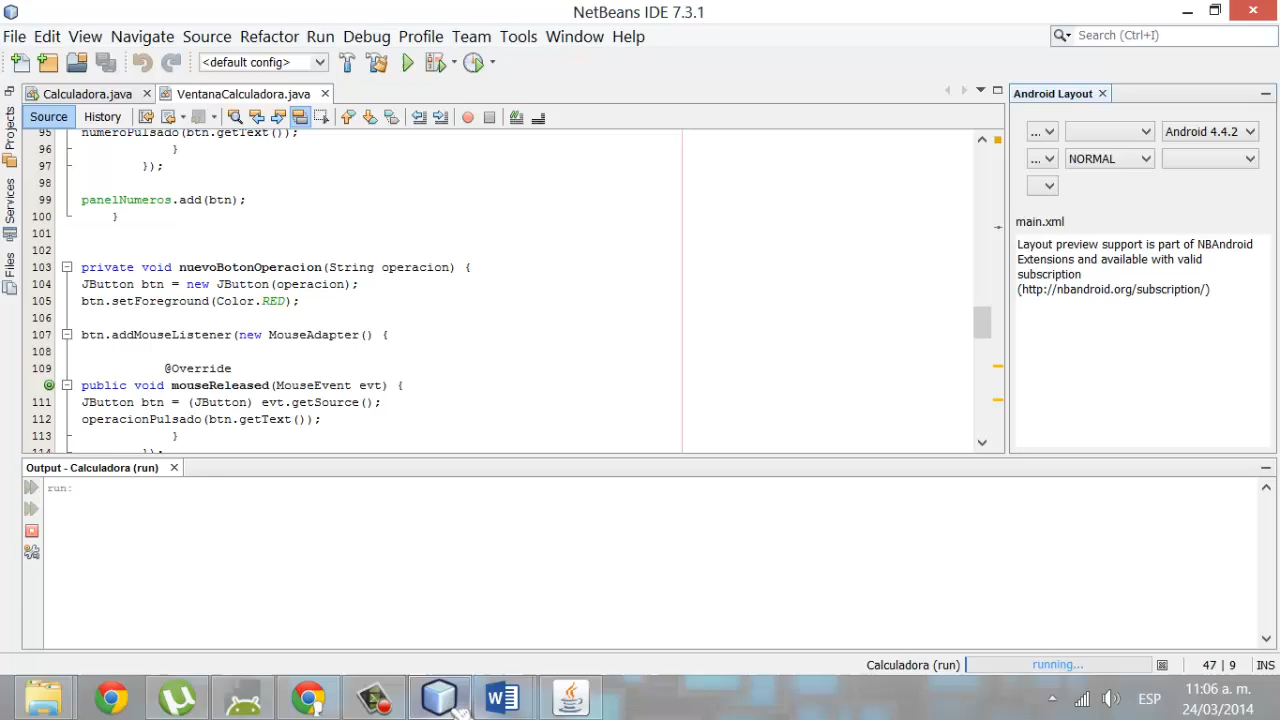 NetBeans IDE 7.3.1
File Edit View Navigate Source Refactor Run Debug Profile Team Tools Window Help
Search (Ctrl+I)
<default config>
Calculadora.java
VentanaCalculadora.java
Android Layout
Source
History
Projects
Services
Files
95 numeroPulsado(btn.getText());
96 }
97 });
98
99 panelNumeros.add(btn);
100 }
101
102
103 private void nuevoBotonOperacion(String operacion) {
104 JButton btn = new JButton(operacion);
105 btn.setForeground(Color.RED);
106
107 btn.addMouseListener(new MouseAdapter() {
108
109 @Override
public void mouseReleased(MouseEvent evt) {
111 JButton btn = (JButton) evt.getSource();
112 operacionPulsado(btn.getText());
113 }
114 });
... Android 4.4.2
... NORMAL
main.xml
Layout preview support is part of NBAndroid
Extensions and available with valid
subscription
(http://nbandroid.org/subscription/)
Output - Calculadora (run)
run:
Calculadora (run) running... 47 | 9 INS
ESP
11:06 a. m.
24/03/2014